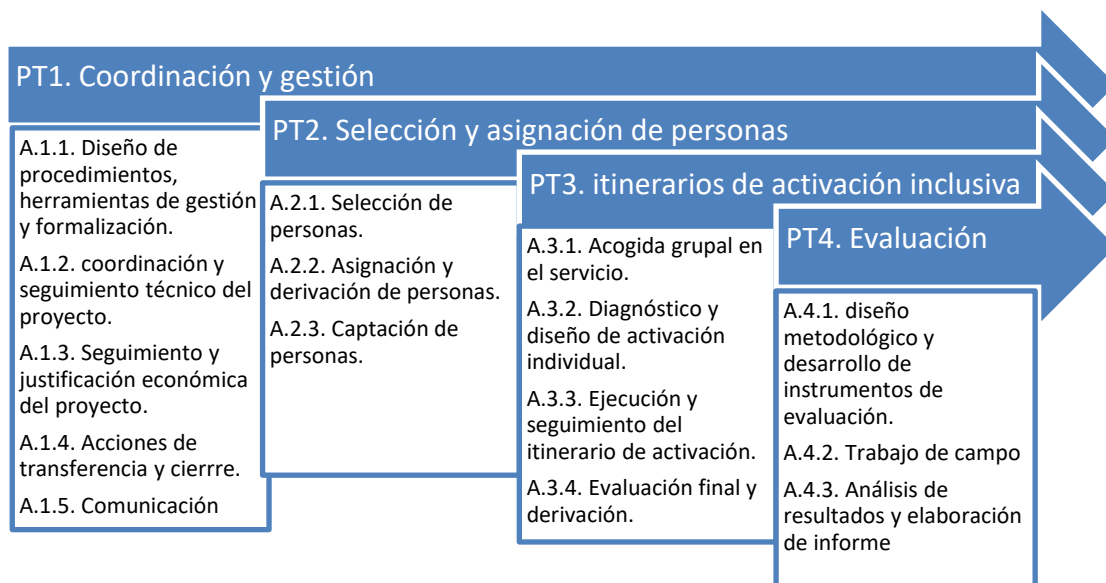 PT1. Coordinación y gestión
A.1.1. Diseño de
procedimientos,
herramientas de gestión
y formalización.
A.1.2. coordinación y
seguimiento técnico del
proyecto.
A.1.3. Seguimiento y
justificación económica
del proyecto.
A.1.4. Acciones de
transferencia y cierrre.
A.1.5. Comunicación
PT2. Selección y asignación de personas
A.2.1. Selección de
personas.
A.2.2. Asignación y
derivación de personas.
A.2.3. Captación de
personas.
PT3. itinerarios de activación inclusiva
A.3.1. Acogida grupal en
el servicio.
A.3.2. Diagnóstico y
diseño de activación
individual.
A.3.3. Ejecución y
seguimiento del
itinerario de activación.
A.3.4. Evaluación final y
derivación.
PT4. Evaluación
A.4.1. diseño
metodológico y
desarrollo de
instrumentos de
evaluación.
A.4.2. Trabajo de campo
A.4.3. Análisis de
resultados y elaboración
de informe